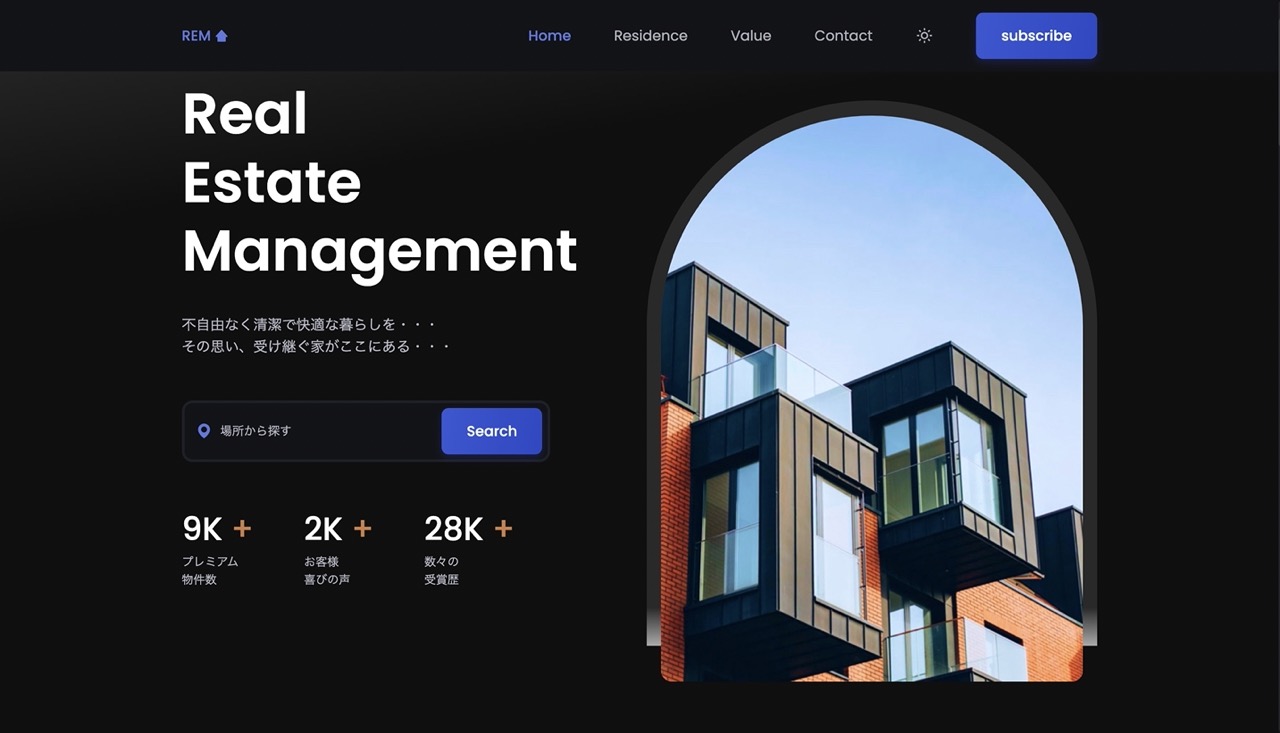 REM
Home
Residence
Value
Contact
subscribe
Real
Estate
Management
不自由なく清潔で快適な暮らしを・・・
その思い、受け継ぐ家がここにある・・・
場所から探す
Search
9K +
プレミアム
物件数
2K +
お客様
喜びの声
28K +
数々の
受賞歴